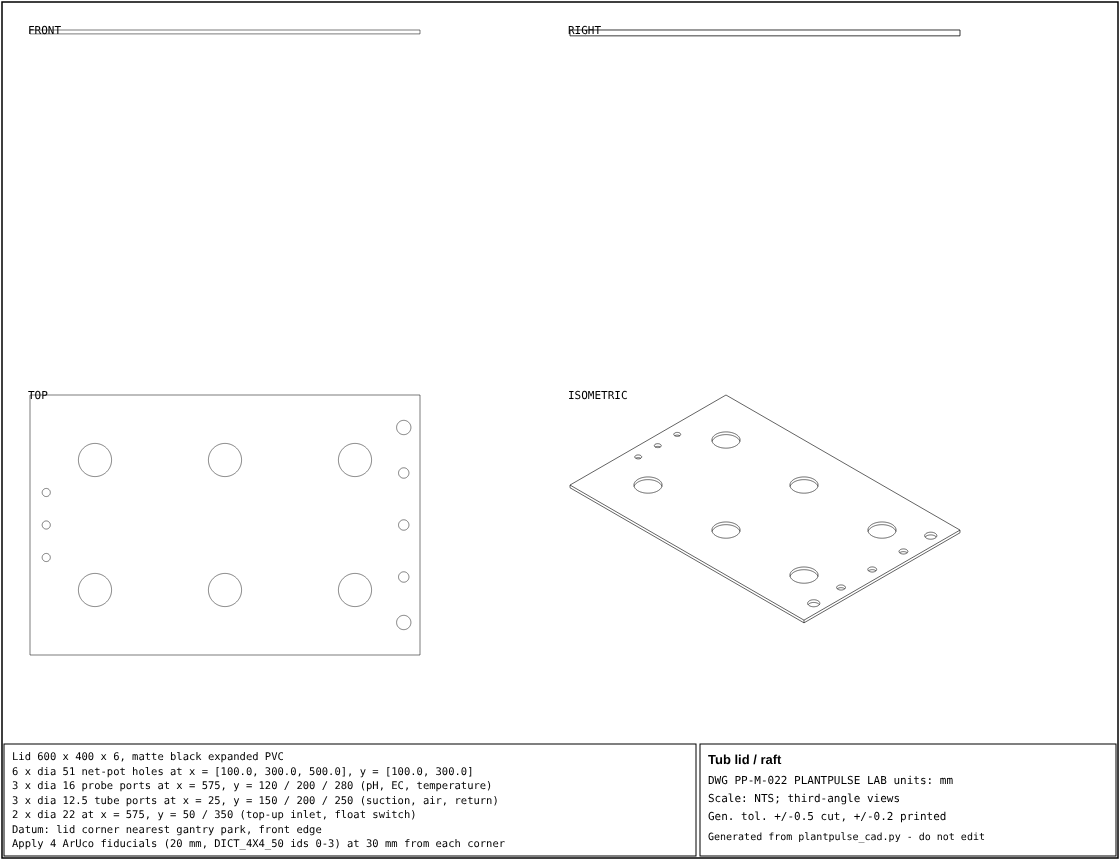 FRONT
RIGHT
TOP
ISOMETRIC
Lid 600 x 400 x 6, matte black expanded PVC
6 x dia 51 net-pot holes at x = [100.0, 300.0, 500.0], y = [100.0, 300.0]
3 x dia 16 probe ports at x = 575, y = 120 / 200 / 280 (pH, EC, temperature)
3 x dia 12.5 tube ports at x = 25, y = 150 / 200 / 250 (suction, air, return)
2 x dia 22 at x = 575, y = 50 / 350 (top-up inlet, float switch)
Datum: lid corner nearest gantry park, front edge
Apply 4 ArUco fiducials (20 mm, DICT_4X4_50 ids 0-3) at 30 mm from each corner
Tub lid / raft
DWG PP-M-022 PLANTPULSE LAB units: mm
Scale: NTS; third-angle views
Gen. tol. +/-0.5 cut, +/-0.2 printed
Generated from plantpulse_cad.py - do not edit